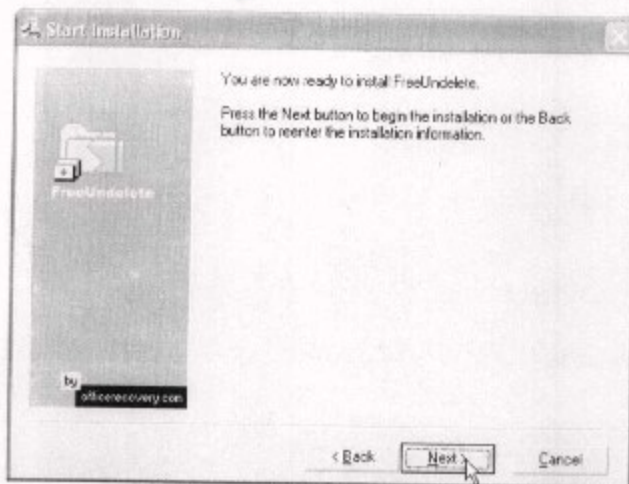 Start Installation
You are now ready to install FreeUndelete.
Press the Next button to begin the installation or the Back
button to reenter the installation information.
FreeUndelete
by
officerecovery.com
< Back
Next >
Cancel